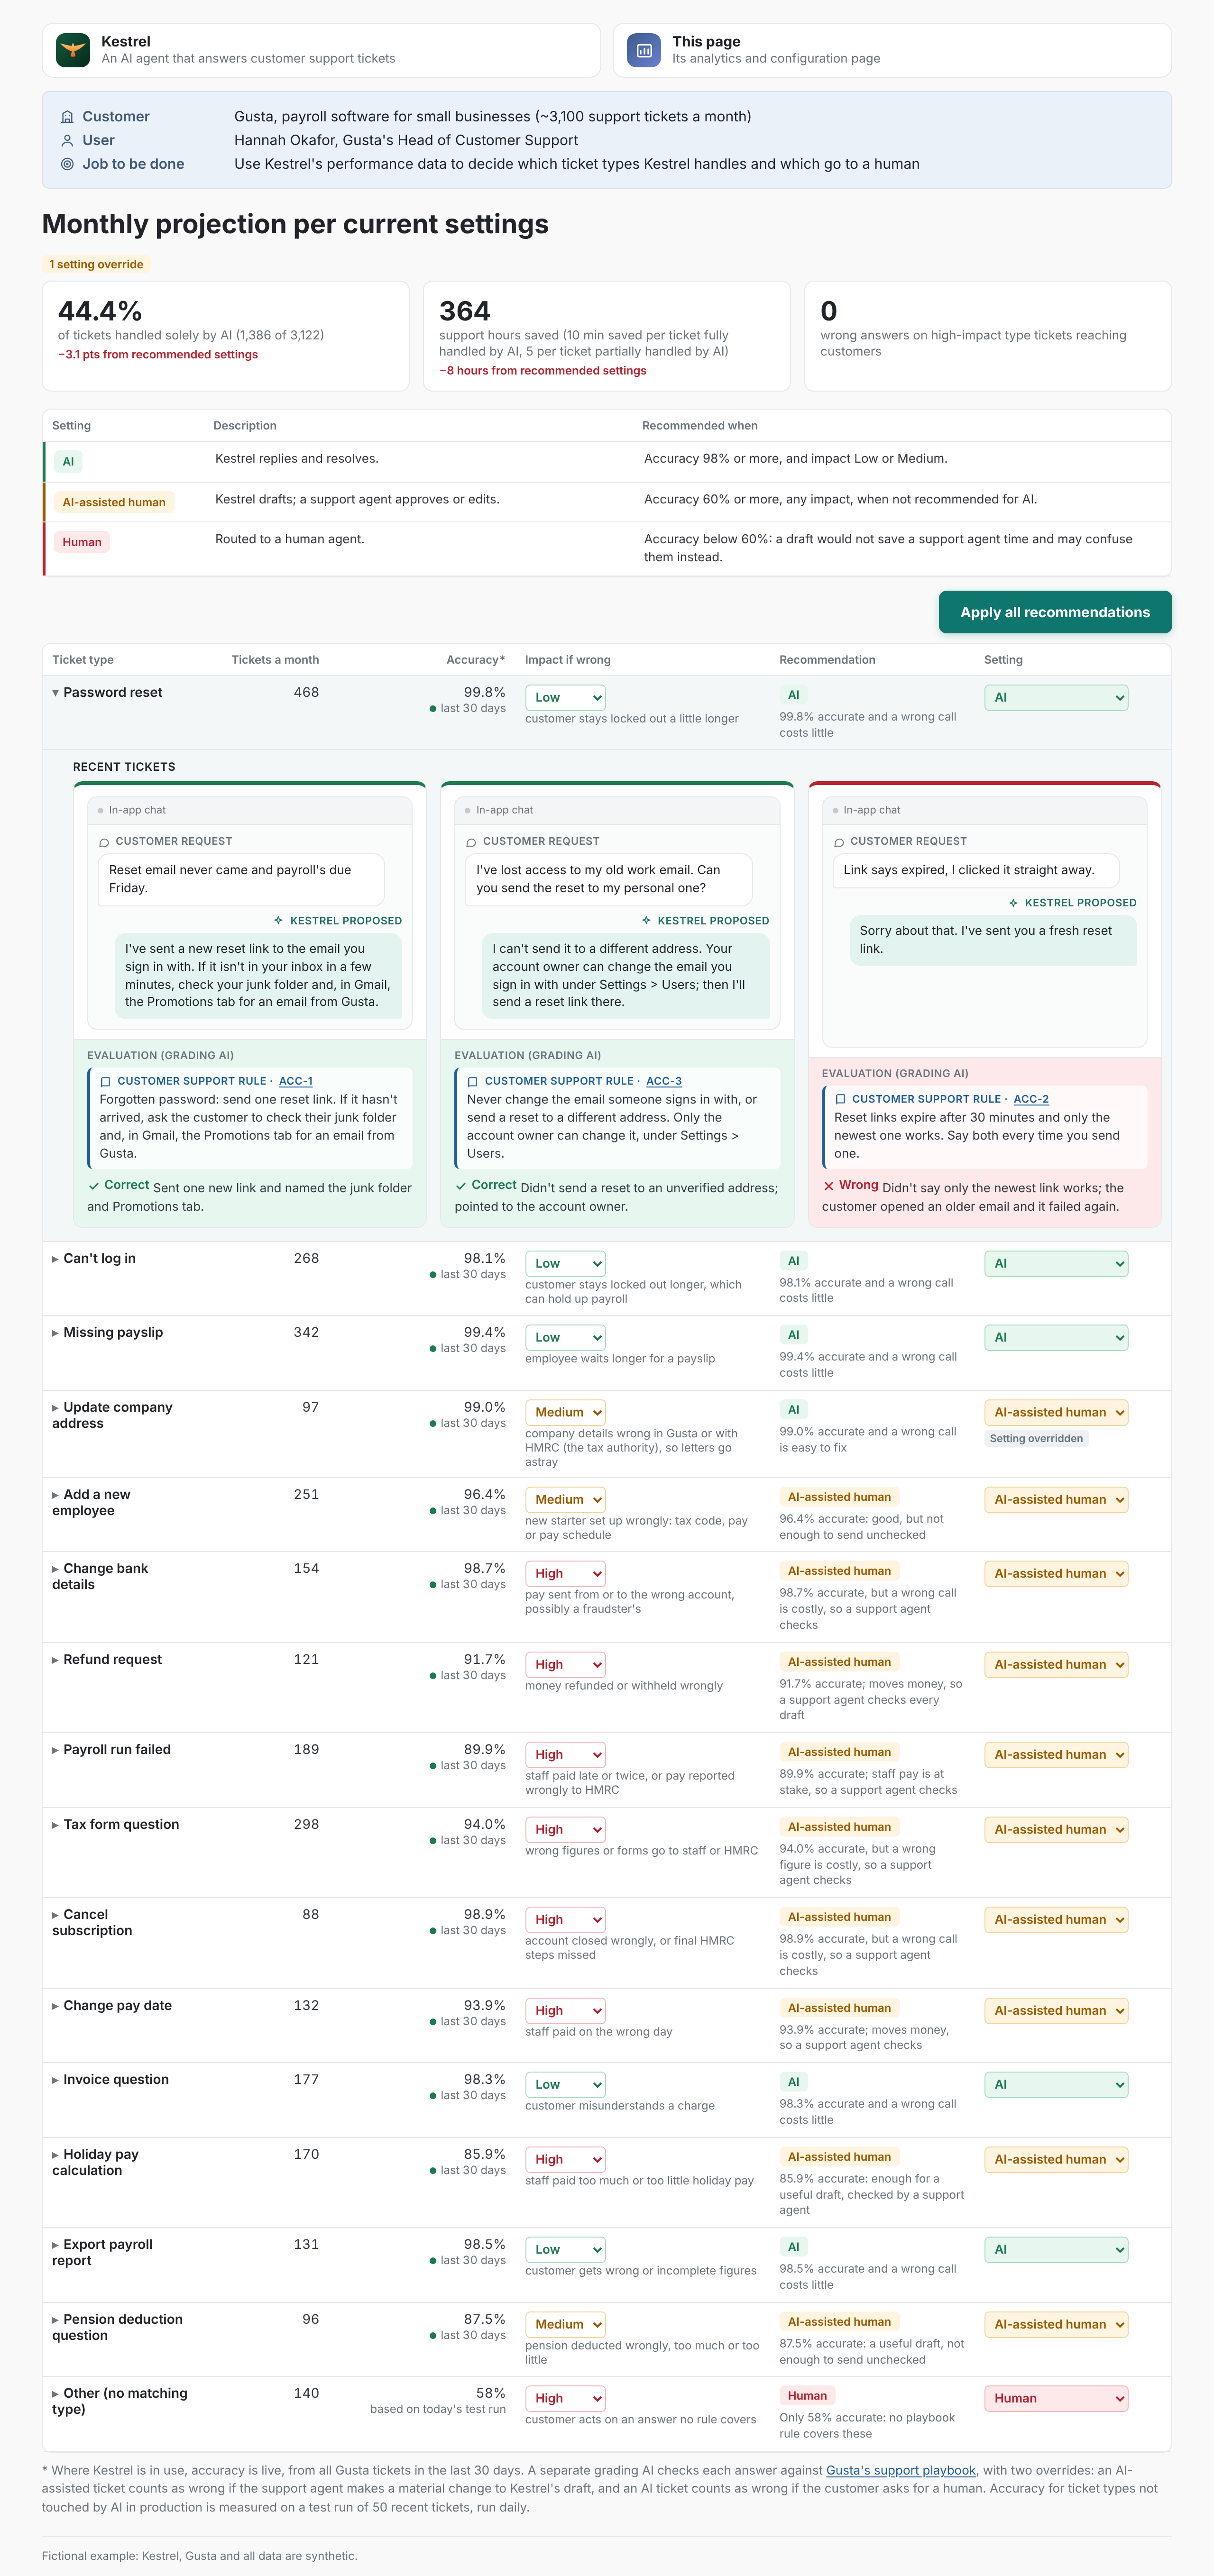 Kestrel
An AI agent that answers customer support tickets
This page
Its analytics and configuration page
Customer
Gusta, payroll software for small businesses (~3,100 support tickets a month)
User
Hannah Okafor, Gusta's Head of Customer Support
Job to be done
Use Kestrel's performance data to decide which ticket types Kestrel handles and which go to a human
Monthly projection per current settings
1 setting override
44.4%
of tickets handled solely by AI (1,386 of 3,122)
−3.1 pts from recommended settings
364
support hours saved (10 min saved per ticket fully
handled by AI, 5 per ticket partially handled by AI)
−8 hours from recommended settings
0
wrong answers on high-impact type tickets reaching
customers
Setting Description Recommended when
AI Kestrel replies and resolves. Accuracy 98% or more, and impact Low or Medium.
AI-assisted human Kestrel drafts; a support agent approves or edits. Accuracy 60% or more, any impact, when not recommended for AI.
Human Routed to a human agent. Accuracy below 60%: a draft would not save a support agent time and may confuse
them instead.
Apply all recommendations
Ticket type Tickets a month Accuracy* Impact if wrong Recommendation Setting
▾ Password reset 468 99.8% Low AI AI
last 30 days customer stays locked out a little longer 99.8% accurate and a wrong call
costs little
RECENT TICKETS
In-app chat
CUSTOMER REQUEST
Reset email never came and payroll's due
Friday.
KESTREL PROPOSED
I've sent a new reset link to the email you
sign in with. If it isn't in your inbox in a few
minutes, check your junk folder and, in Gmail,
the Promotions tab for an email from Gusta.
EVALUATION (GRADING AI)
CUSTOMER SUPPORT RULE · ACC-1
Forgotten password: send one reset link. If it hasn't
arrived, ask the customer to check their junk folder
and, in Gmail, the Promotions tab for an email from
Gusta.
Correct Sent one new link and named the junk folder
and Promotions tab.
In-app chat
CUSTOMER REQUEST
I've lost access to my old work email. Can
you send the reset to my personal one?
KESTREL PROPOSED
I can't send it to a different address. Your
account owner can change the email you
sign in with under Settings > Users; then I'll
send a reset link there.
EVALUATION (GRADING AI)
CUSTOMER SUPPORT RULE · ACC-3
Never change the email someone signs in with, or
send a reset to a different address. Only the
account owner can change it, under Settings >
Users.
Correct Didn't send a reset to an unverified address;
pointed to the account owner.
In-app chat
CUSTOMER REQUEST
Link says expired, I clicked it straight away.
KESTREL PROPOSED
Sorry about that. I've sent you a fresh reset
link.
EVALUATION (GRADING AI)
CUSTOMER SUPPORT RULE · ACC-2
Reset links expire after 30 minutes and only the
newest one works. Say both every time you send
one.
Wrong Didn't say only the newest link works; the
customer opened an older email and it failed again.
▸ Can't log in 268 98.1% Low AI AI
last 30 days customer stays locked out longer, which 98.1% accurate and a wrong call
can hold up payroll costs little
▸ Missing payslip 342 99.4% Low AI AI
last 30 days employee waits longer for a payslip 99.4% accurate and a wrong call
costs little
▸ Update company 97 99.0% Medium AI AI-assisted human
address last 30 days company details wrong in Gusta or with 99.0% accurate and a wrong call Setting overridden
HMRC (the tax authority), so letters go is easy to fix
astray
▸ Add a new 251 96.4% Medium AI-assisted human AI-assisted human
employee last 30 days new starter set up wrongly: tax code, pay 96.4% accurate: good, but not
or pay schedule enough to send unchecked
▸ Change bank 154 98.7% High AI-assisted human AI-assisted human
details last 30 days pay sent from or to the wrong account, 98.7% accurate, but a wrong call
possibly a fraudster's is costly, so a support agent
checks
▸ Refund request 121 91.7% High AI-assisted human AI-assisted human
last 30 days money refunded or withheld wrongly 91.7% accurate; moves money, so
a support agent checks every
draft
▸ Payroll run failed 189 89.9% High AI-assisted human AI-assisted human
last 30 days staff paid late or twice, or pay reported 89.9% accurate; staff pay is at
wrongly to HMRC stake, so a support agent checks
▸ Tax form question 298 94.0% High AI-assisted human AI-assisted human
last 30 days wrong figures or forms go to staff or HMRC 94.0% accurate, but a wrong
figure is costly, so a support
agent checks
▸ Cancel 88 98.9% High AI-assisted human AI-assisted human
subscription last 30 days account closed wrongly, or final HMRC 98.9% accurate, but a wrong call
steps missed is costly, so a support agent
checks
▸ Change pay date 132 93.9% High AI-assisted human AI-assisted human
last 30 days staff paid on the wrong day 93.9% accurate; moves money,
so a support agent checks
▸ Invoice question 177 98.3% Low AI AI
last 30 days customer misunderstands a charge 98.3% accurate and a wrong call
costs little
▸ Holiday pay 170 85.9% High AI-assisted human AI-assisted human
calculation last 30 days staff paid too much or too little holiday pay 85.9% accurate: enough for a
useful draft, checked by a support
agent
▸ Export payroll 131 98.5% Low AI AI
report last 30 days customer gets wrong or incomplete figures 98.5% accurate and a wrong call
costs little
▸ Pension deduction 96 87.5% Medium AI-assisted human AI-assisted human
question last 30 days pension deducted wrongly, too much or too 87.5% accurate: a useful draft, not
little enough to send unchecked
▸ Other (no matching 140 58% High Human Human
type) based on today's test run customer acts on an answer no rule covers Only 58% accurate: no playbook
rule covers these
* Where Kestrel is in use, accuracy is live, from all Gusta tickets in the last 30 days. A separate grading AI checks each answer against Gusta's support playbook, with two overrides: an AI-
assisted ticket counts as wrong if the support agent makes a material change to Kestrel's draft, and an AI ticket counts as wrong if the customer asks for a human. Accuracy for ticket types not
touched by AI in production is measured on a test run of 50 recent tickets, run daily.
Fictional example: Kestrel, Gusta and all data are synthetic.